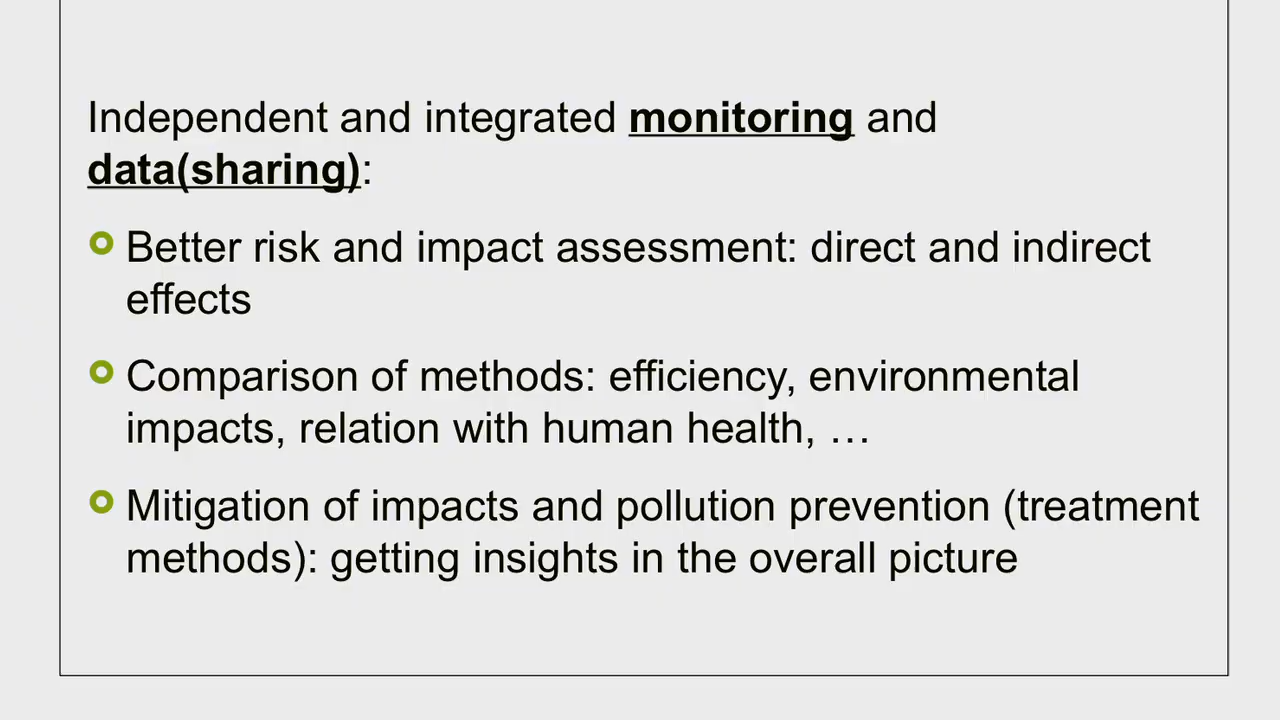 Independent and integrated monitoring and
data(sharing):
Better risk and impact assessment: direct and indirect
effects
Comparison of methods: efficiency, environmental
impacts, relation with human health, …
Mitigation of impacts and pollution prevention (treatment
methods): getting insights in the overall picture